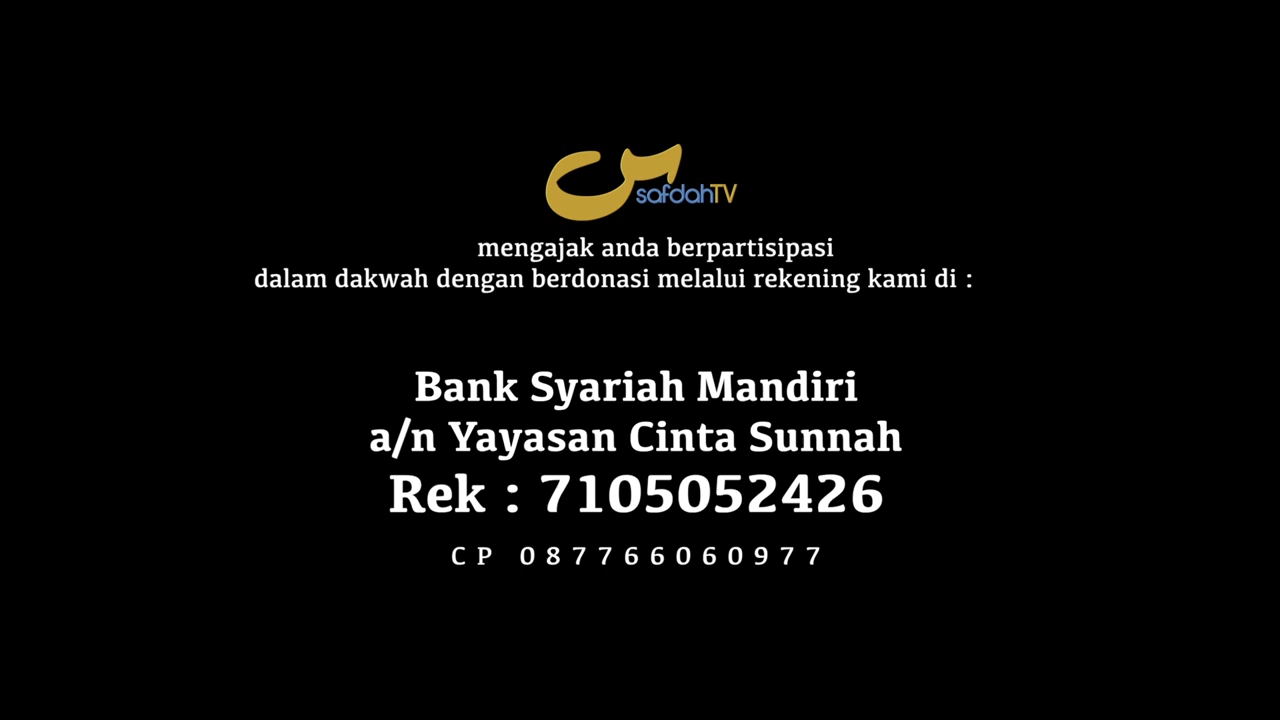 safdahTV
mengajak anda berpartisipasi
dalam dakwah dengan berdonasi melalui rekening kami di :
Bank Syariah Mandiri
a/n Yayasan Cinta Sunnah
Rek : 7105052426
CP 087766060977